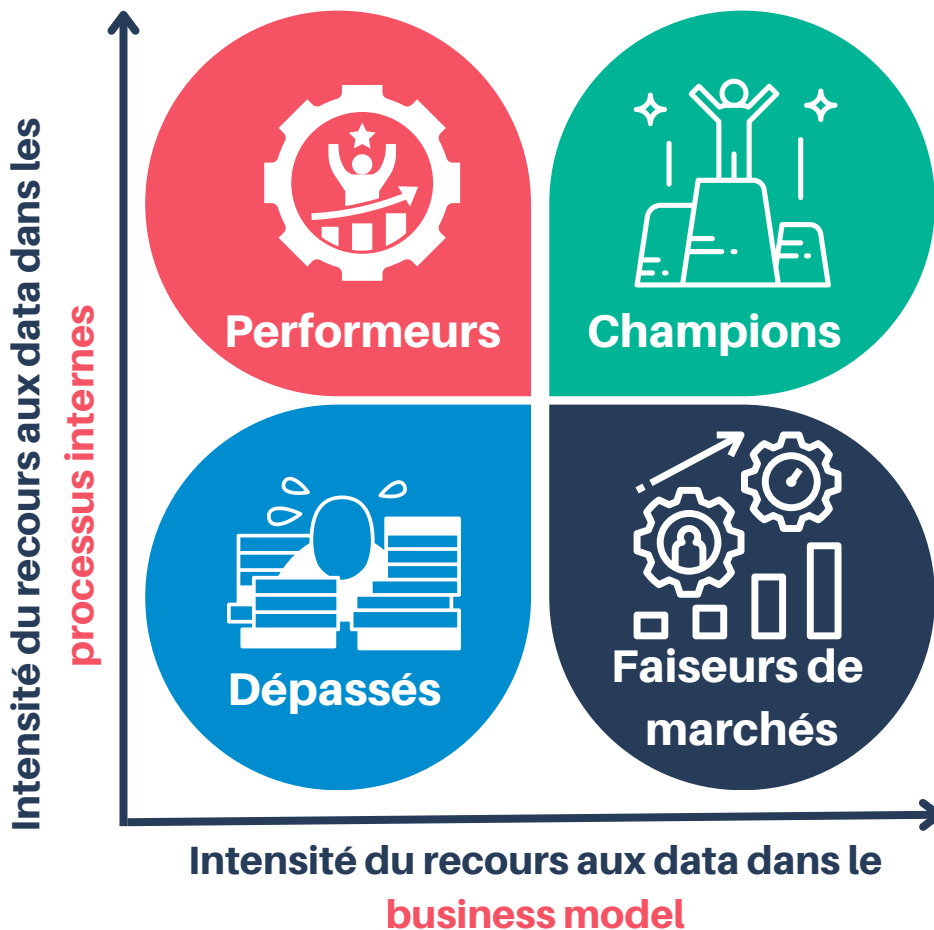 Intensité du recours aux data dans les
processus internes
Performeurs
Champions
Dépassés
Faiseurs de
marchés
Intensité du recours aux data dans le
business model